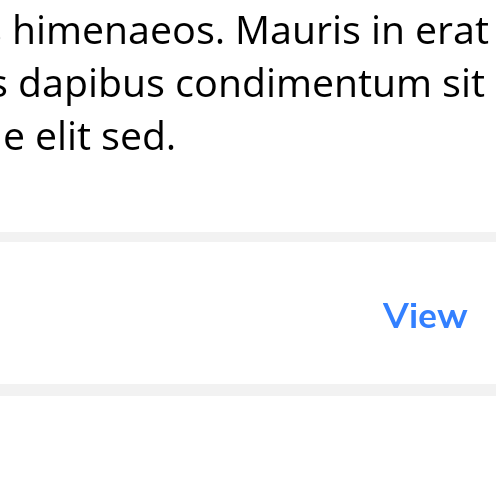 himenaeos. Mauris in erat
s dapibus condimentum sit
e elit sed.
View